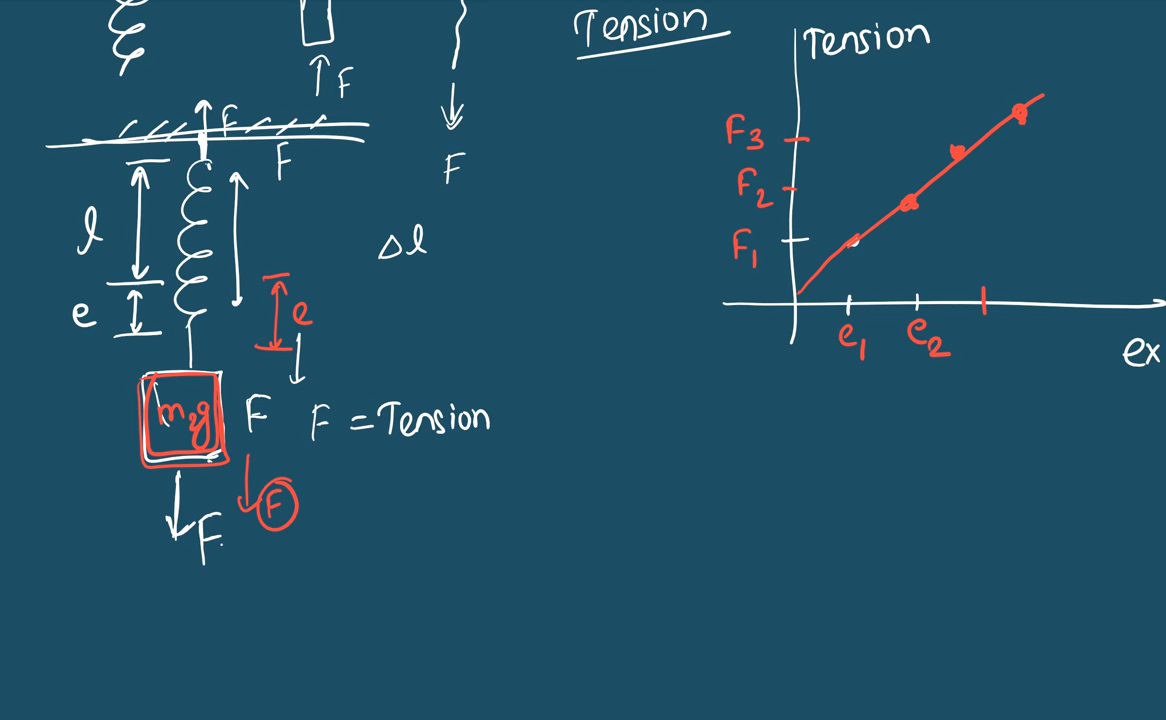 Tension
Tension
F
F
F
F
l
Δl
e
e
m₂g
F
F = Tension
F
F
F₃
F₂
F₁
e₁
e₂
ex